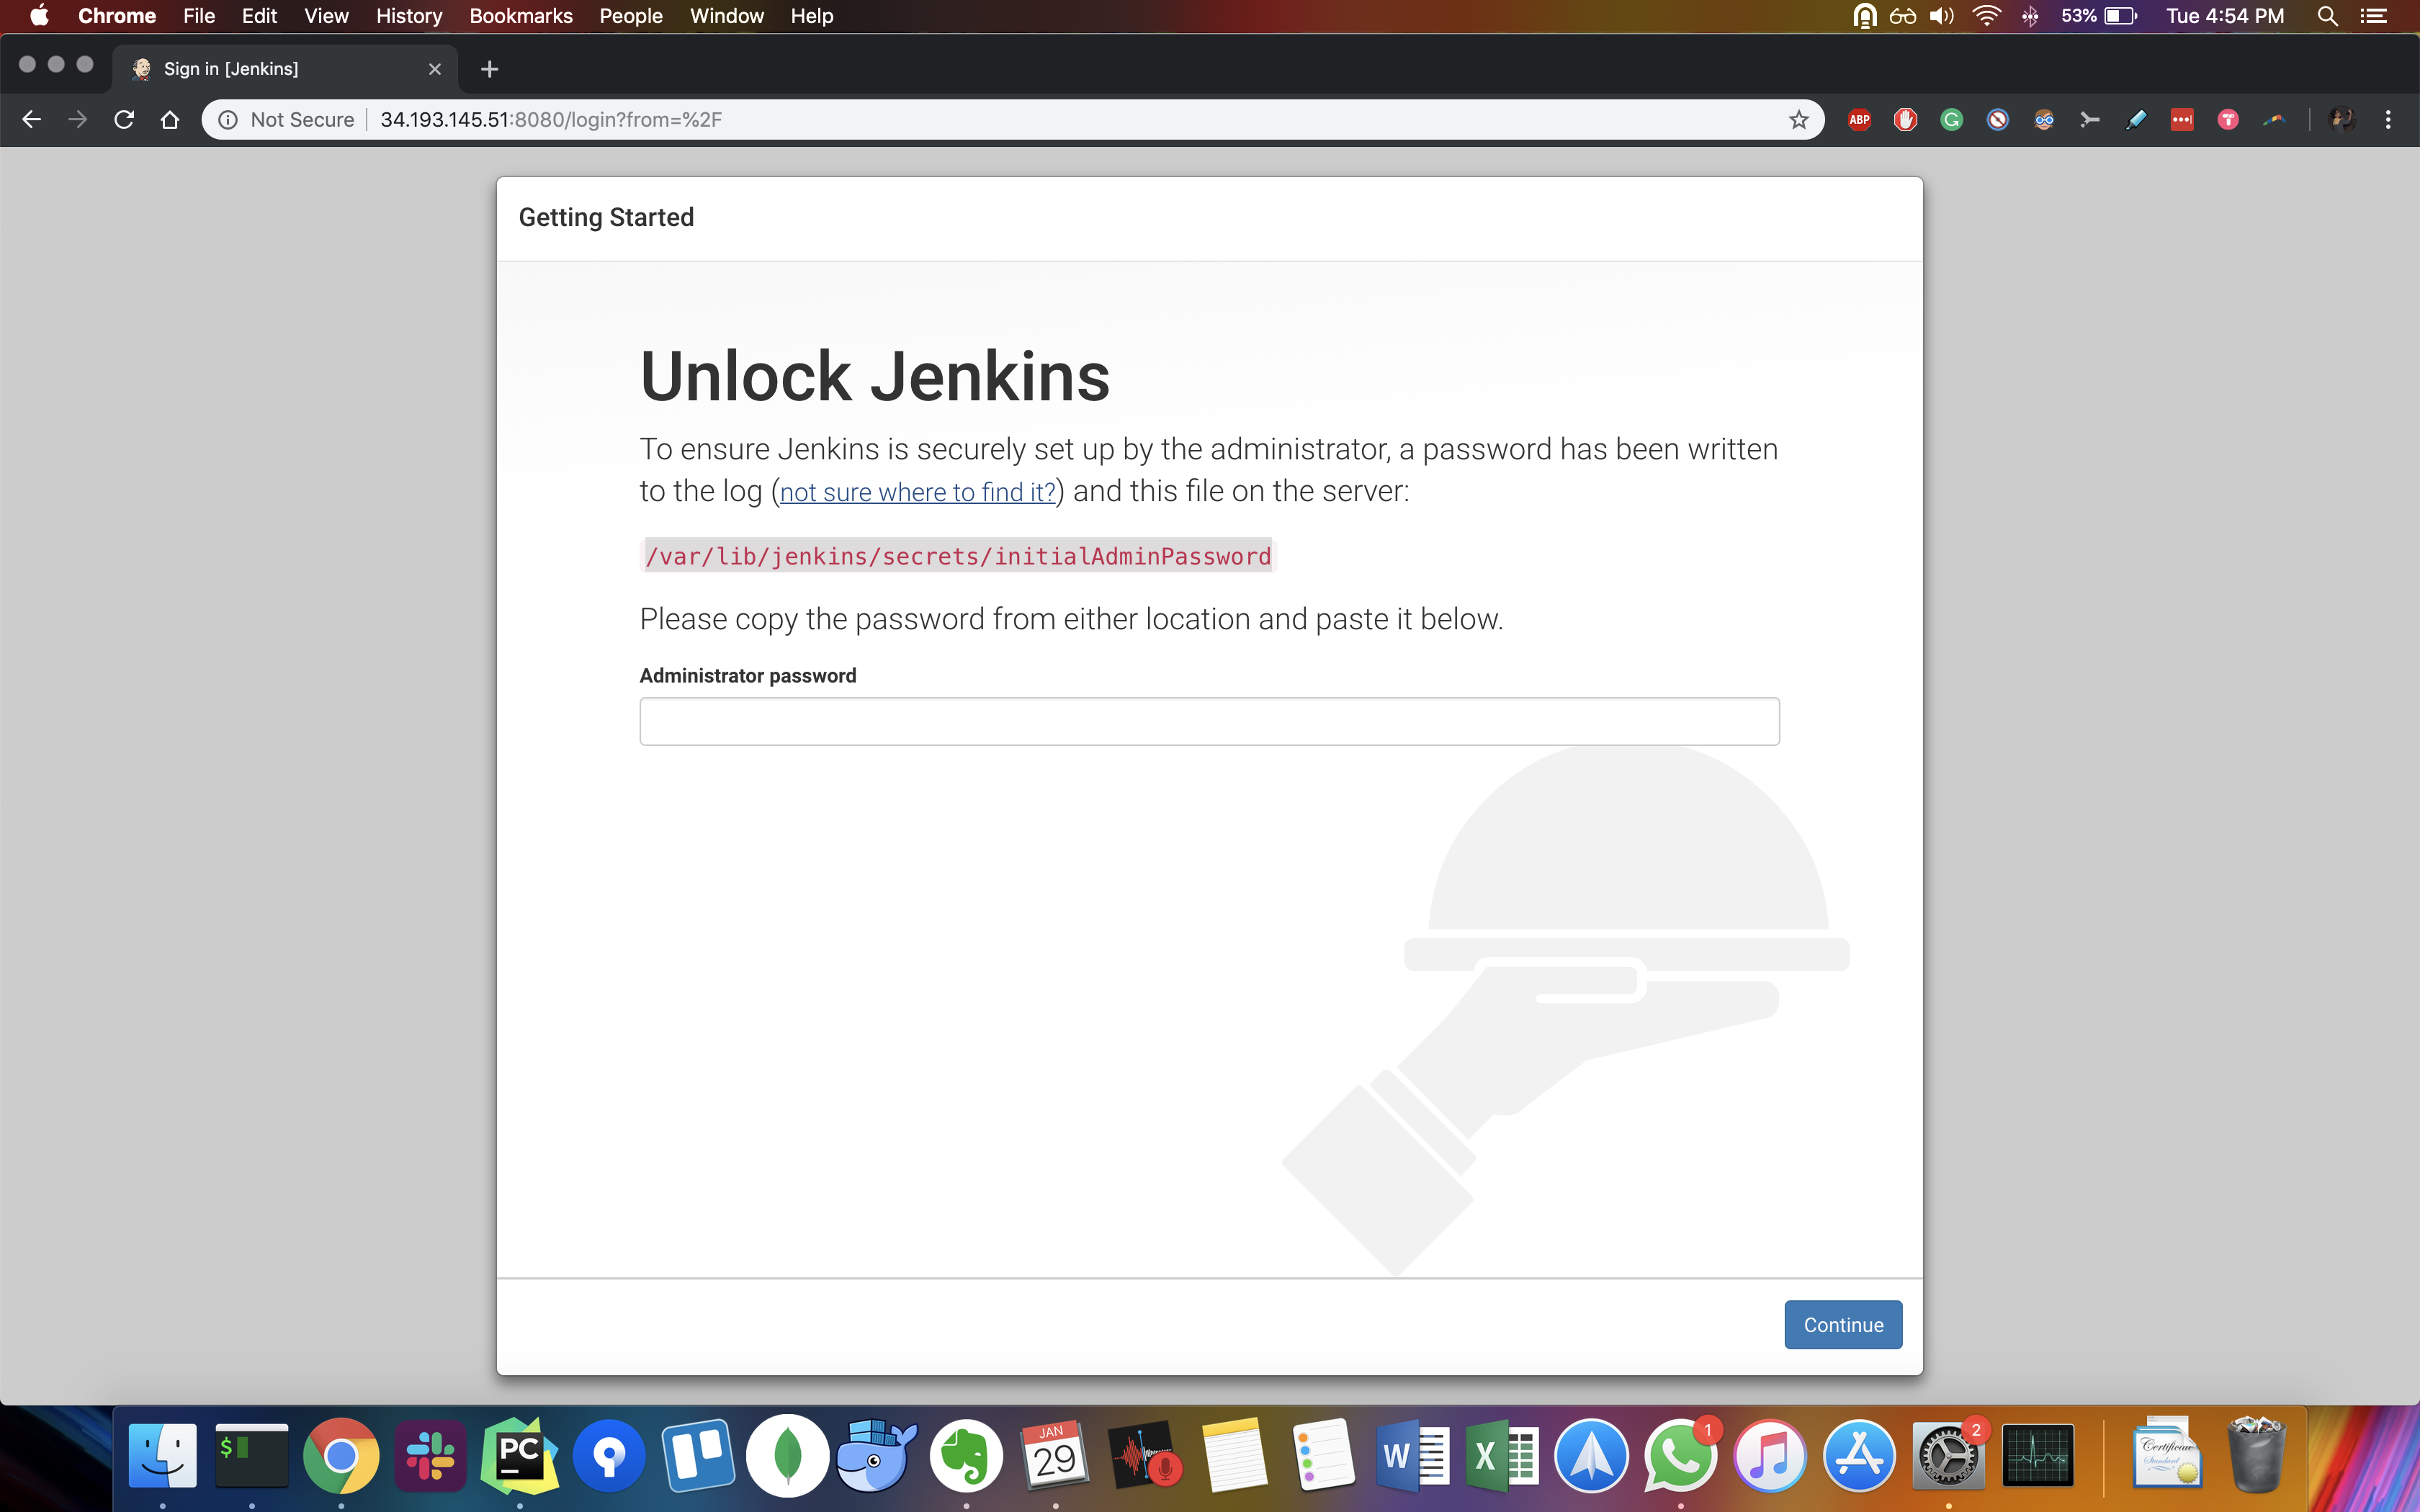 Chrome File Edit View History Bookmarks People Window Help 53% Tue 4:54 PM
Sign in [Jenkins]
Not Secure 34.193.145.51:8080/login?from=%2F ABP
Getting Started
Unlock Jenkins
To ensure Jenkins is securely set up by the administrator, a password has been written
to the log (not sure where to find it?) and this file on the server:
/var/lib/jenkins/secrets/initialAdminPassword
Please copy the password from either location and paste it below.
Administrator password
Continue
$ PC JAN 29 W X 1 2 Certificate Standard